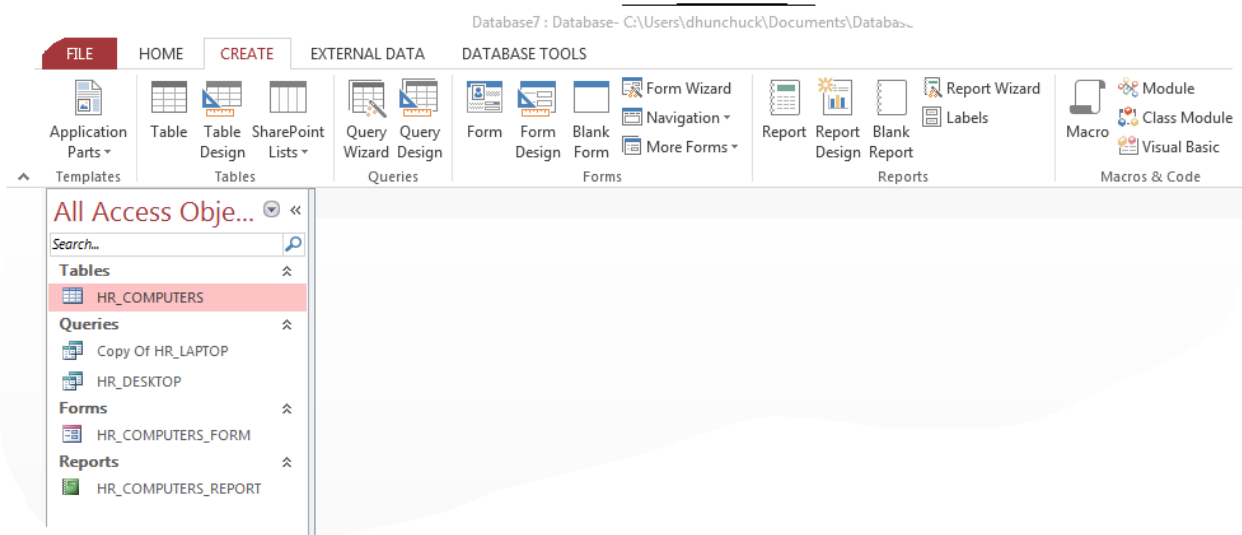 Database7 : Database- C:\Users\dhunchuck\Documents\
FILE HOME CREATE EXTERNAL DATA DATABASE TOOLS
Application Parts
Table
Table Design
SharePoint Lists
Query Wizard
Query Design
Form
Form Design
Blank Form
Form Wizard
Navigation
More Forms
Report
Report Design
Blank Report
Report Wizard
Labels
Macro
Module
Class Module
Visual Basic
Templates Tables Queries Forms Reports Macros & Code
All Access Obje... «
Search...
Tables
HR_COMPUTERS
Queries
Copy Of HR_LAPTOP
HR_DESKTOP
Forms
HR_COMPUTERS_FORM
Reports
HR_COMPUTERS_REPORT